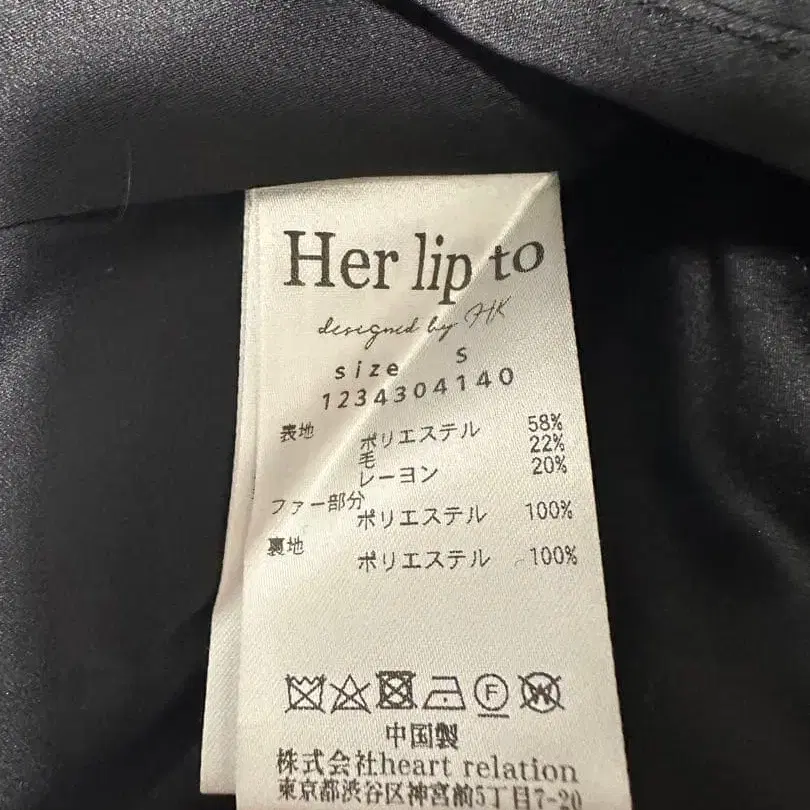 Her lip to
designed by HK
size S
1234304140
表地 ポリエステル 58%
毛 22%
レーヨン 20%
ファー部分 ポリエステル 100%
裏地 ポリエステル 100%
F W
中国製
株式会社heart relation
東京都渋谷区神宮前5丁目7-20